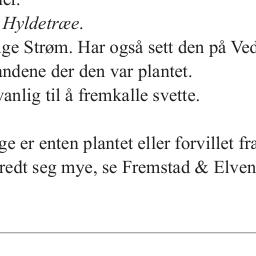 Hyldetræe.
ge Strøm. Har også sett den på Ved
ndene der den var plantet.
vanlig til å fremkalle svette.
ge er enten plantet eller forvillet fra
redt seg mye, se Fremstad & Elven